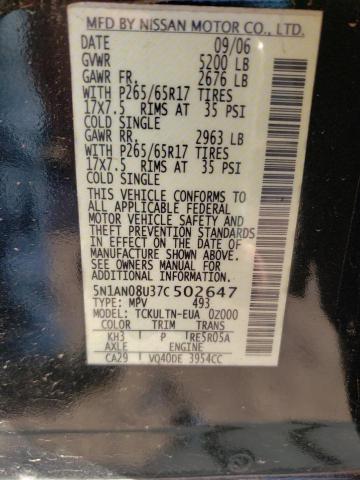 MFD BY NISSAN MOTOR CO., LTD.
DATE 09/06
GVWR 5200 LB
GAWR FR. 2676 LB
WITH P265/65R17 TIRES
17X7.5 RIMS AT 35 PSI
COLD SINGLE
GAWR RR. 2963 LB
WITH P265/65R17 TIRES
17X7.5 RIMS AT 35 PSI
COLD SINGLE
THIS VEHICLE CONFORMS TO
ALL APPLICABLE FEDERAL
MOTOR VEHICLE SAFETY AND
THEFT PREVENTION STANDARDS
IN EFFECT ON THE DATE OF
MANUFACTURE SHOWN ABOVE.
SEE OWNERS MANUAL FOR
ADDITIONAL INFORMATION.
5N1AN08U37C502647
TYPE: MPV 493
MODEL: TCKULTN-EUA 0Z000
COLOR TRIM TRANS
KH3 P RE5R05A
AXLE ENGINE
CA29 VQ40DE 3954CC